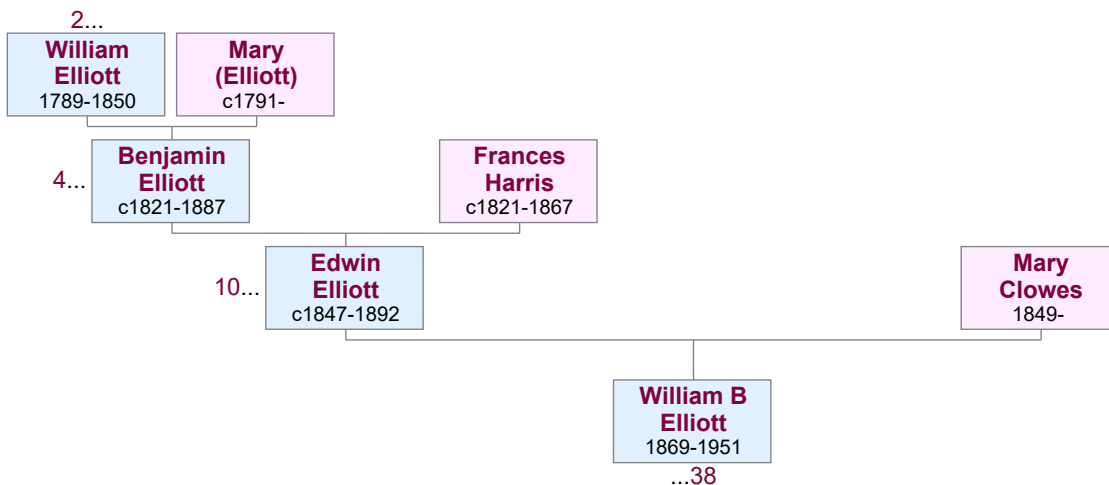 2...
William
Elliott
1789-1850
Mary
(Elliott)
c1791-
4...
Benjamin
Elliott
c1821-1887
Frances
Harris
c1821-1867
10...
Edwin
Elliott
c1847-1892
Mary
Clowes
1849-
William B
Elliott
1869-1951
...38